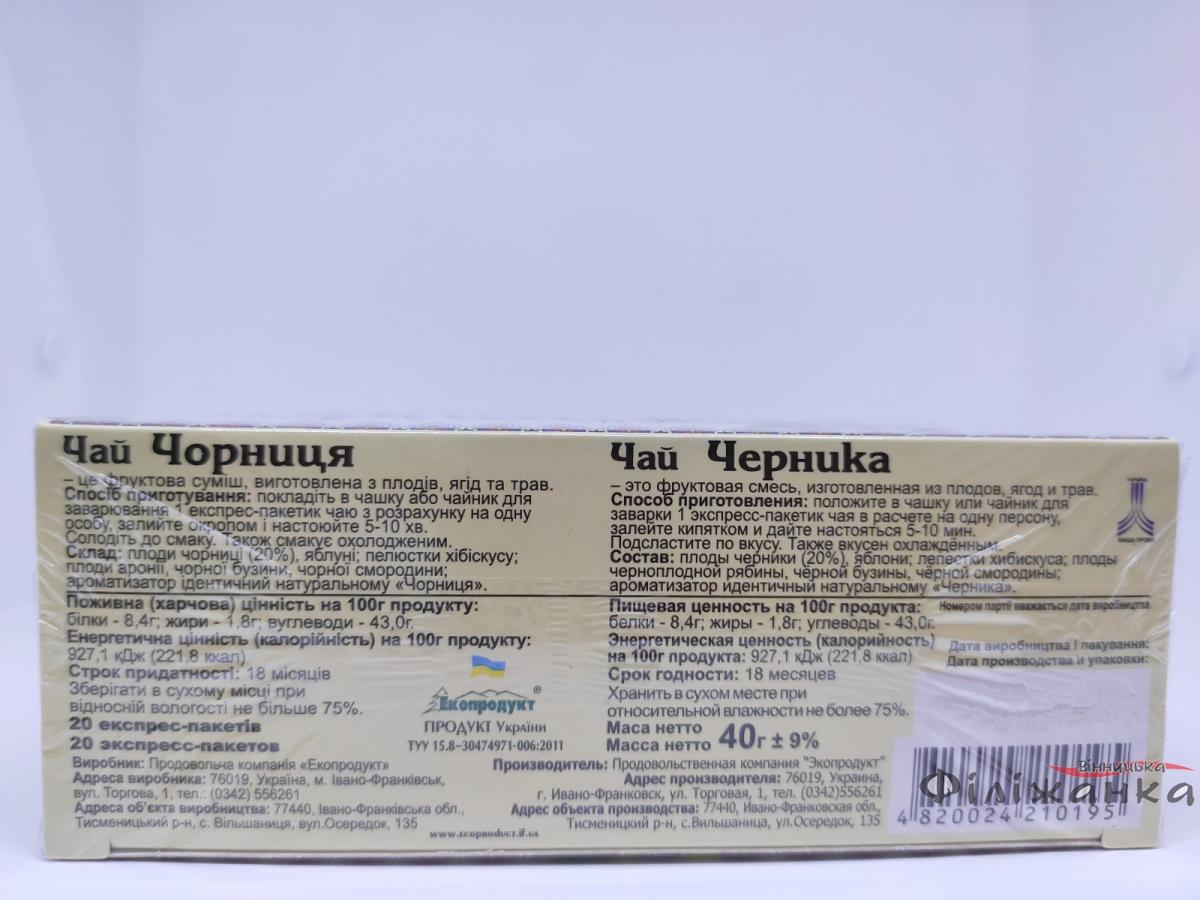 Чай Чорниця
– це фруктова суміш, виготовлена з плодів, ягід та трав.
Спосіб приготування: покладіть в чашку або чайник для
заварювання 1 експрес-пакетик чаю з розрахунку на одну
особу, залийте окропом і настоюйте 5-10 хв.
Солодіть до смаку. Також смакує охолодженим.
Склад: плоди чорниці (20%), яблуні; пелюстки хібіскусу;
плоди аронії, чорної бузини, чорної смородини;
ароматизатор ідентичний натуральному «Чорниця».
Поживна (харчова) цінність на 100г продукту:
білки - 8,4г; жири - 1,8г; вуглеводи - 43,0г.
Енергетична цінність (калорійність) на 100г продукту:
927,1 кДж (221,8 ккал)
Строк придатності: 18 місяців
Зберігати в сухому місці при
відносній вологості не більше 75%.
20 експрес-пакетів
20 экспресс-пакетов
Екопродукт®
ПРОДУКТ України
ТУУ 15.8-30474971-006:2011
Виробник: Продовольча компанія «Екопродукт»
Адреса виробника: 76019, Україна, м. Івано-Франківськ,
вул. Торгова, 1, тел.: (0342) 556261
Адреса об'єкта виробництва: 77440, Івано-Франківська обл.,
Тисменицький р-н, с. Вільшаниця, вул.Осередок, 135
www.ecoproduct.if.ua
Чай Черника
– это фруктовая смесь, изготовленная из плодов, ягод и трав.
Способ приготовления: положите в чашку или чайник для
заварки 1 экспресс-пакетик чая в расчете на одну персону,
залейте кипятком и дайте настояться 5-10 мин.
Подсластите по вкусу. Также вкусен охлаждённым.
Состав: плоды черники (20%), яблони; лепестки хибискуса; плоды
черноплодной рябины, чёрной бузины, чёрной смородины;
ароматизатор идентичный натуральному «Черника».
Пищевая ценность на 100г продукта:
белки - 8,4г; жиры - 1,8г; углеводы - 43,0г.
Энергетическая ценность (калорийность)
на 100г продукта: 927,1 кДж (221,8 ккал)
Срок годности: 18 месяцев
Хранить в сухом месте при
относительной влажности не более 75%.
Маса нетто
Масса нетто 40г ± 9%
Производитель: Продовольственная компания "Экопродукт"
Адрес производителя: 76019, Украина,
г. Ивано-Франковск, ул. Торговая, 1, тел. (0342)556261
Адрес объекта производства: 77440, Ивано-Франковская обл.,
Тисменицкий р-н, с.Вильшаница, ул.Осередок, 135
Номером партії вважається дата виробництва
Дата виробництва і пакування:
Дата производства и упаковки:
Вінницька
Філіжанка
4 820024 210195